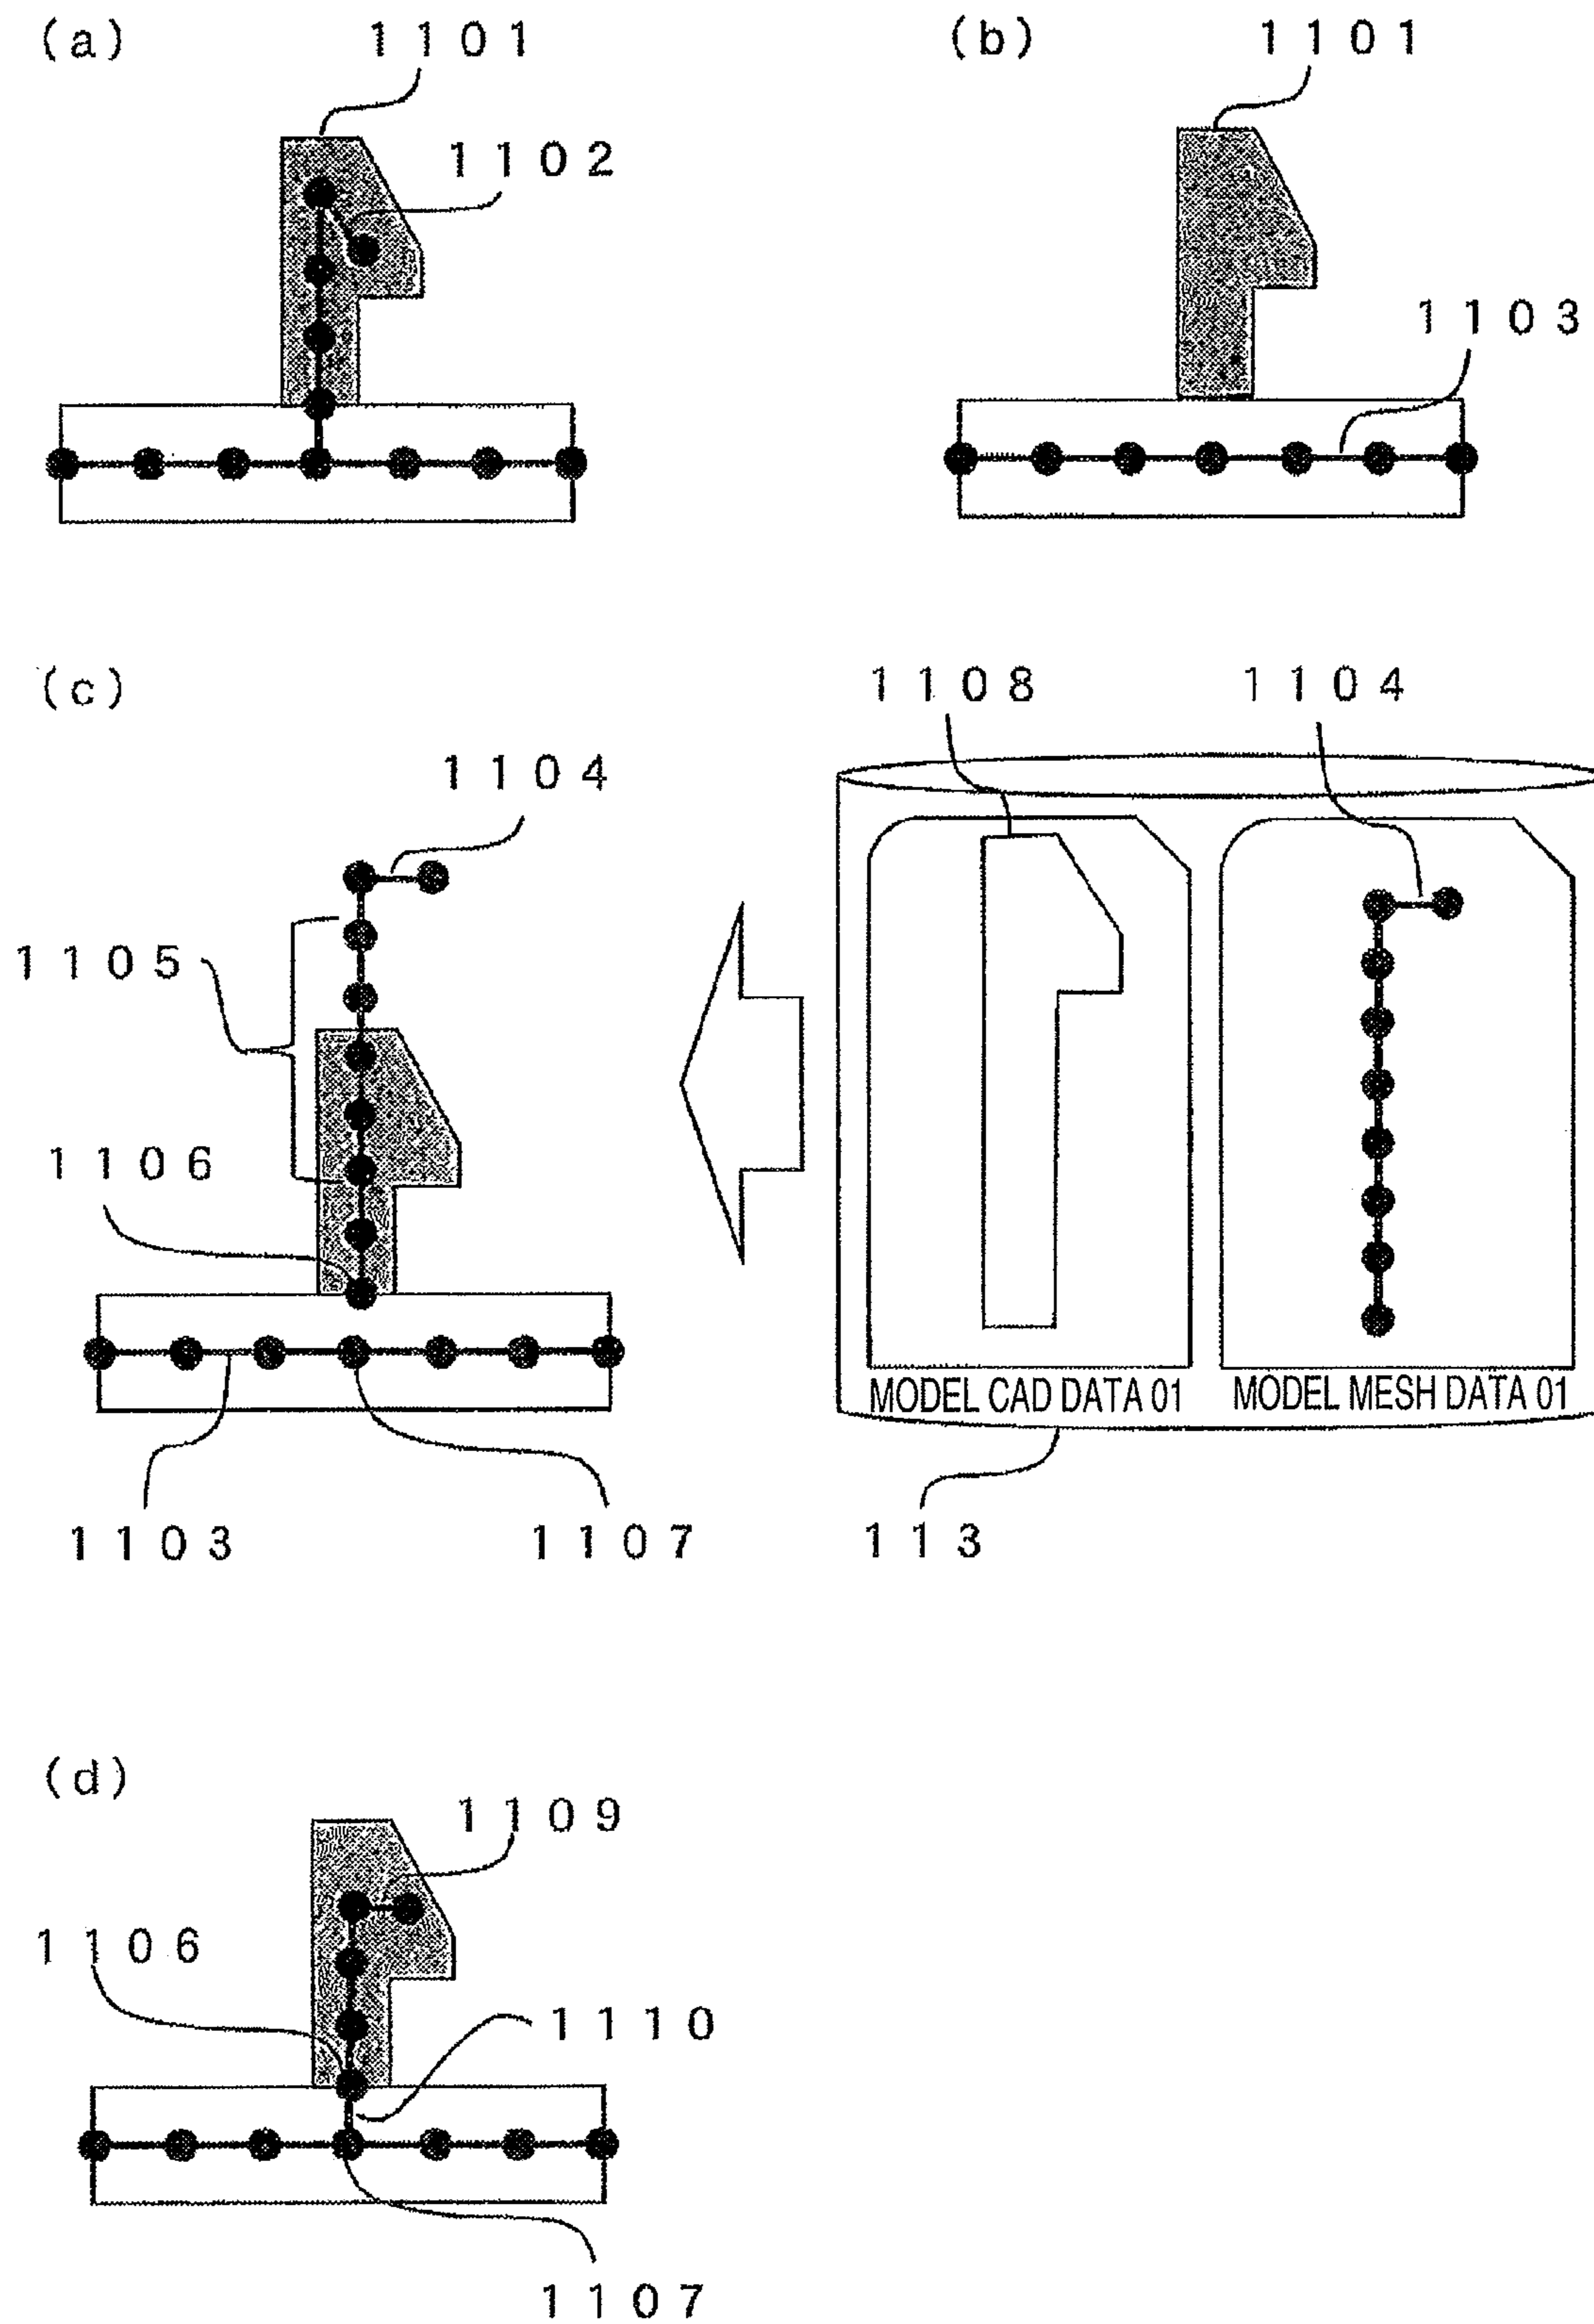 (a)
1101
1102
(b)
1101
1103
(c)
1104
1105
1106
1103
1107
1108
1104
MODEL CAD DATA 01
MODEL MESH DATA 01
113
(d)
1109
1106
1110
1107